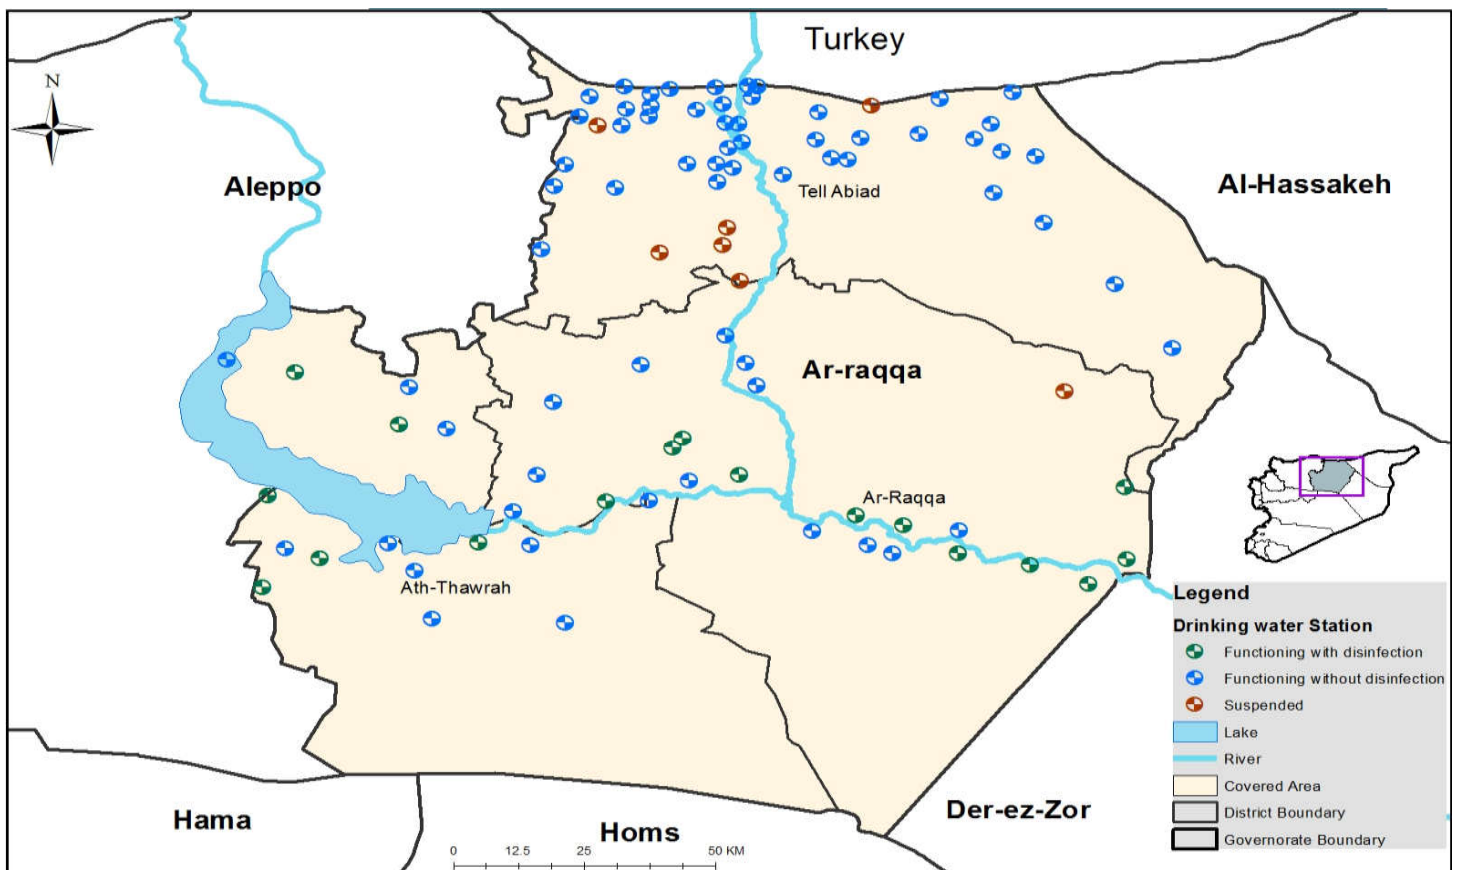 Turkey
N
Aleppo
Al-Hassakeh
Tell Abiad
Ar-raqqa
Ar-Raqqa
Ath-Thawrah
Legend
Drinking water Station
Functioning with disinfection
Functioning without disinfection
Suspended
Lake
River
Covered Area
District Boundary
Governorate Boundary
Der-ez-Zor
Hama
Homs
0 12.5 25 50 KM